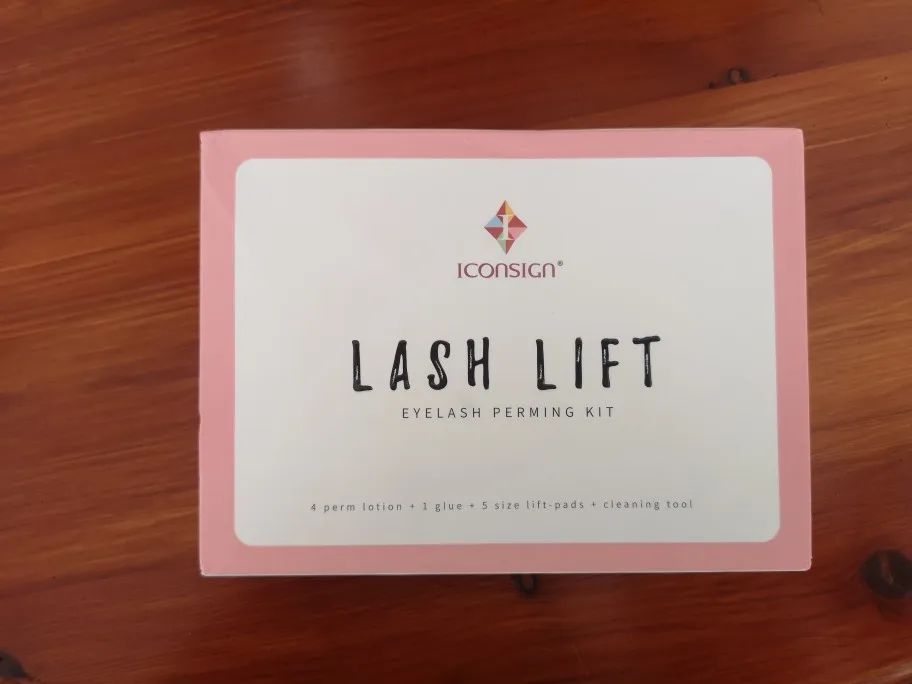 I
ICONSIGN®
LASH LIFT
EYELASH PERMING KIT
4 perm lotion + 1 glue + 5 size lift-pads + cleaning tool